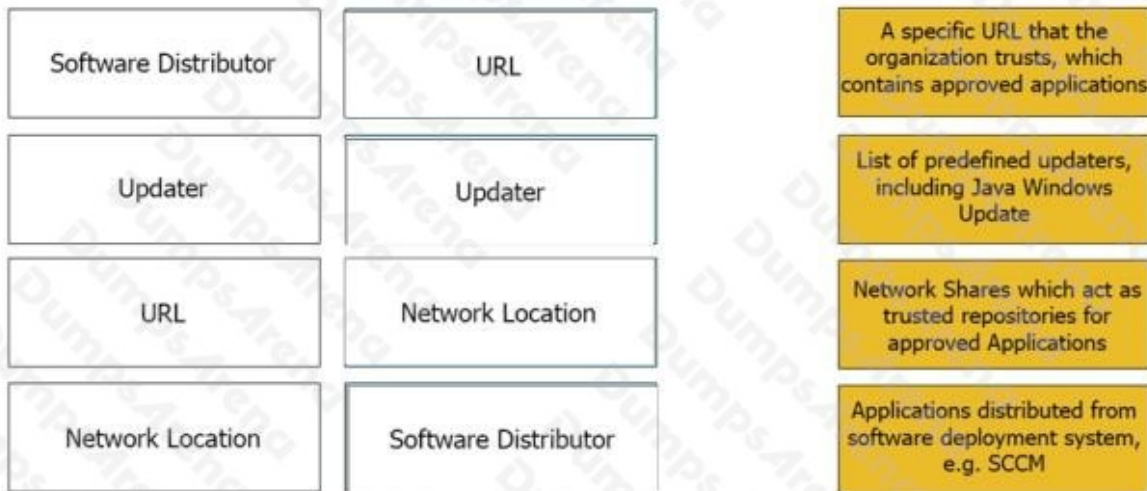 Software Distributor
URL
A specific URL that the
organization trusts, which
contains approved applications
Updater
Updater
List of predefined updaters,
including Java Windows
Update
URL
Network Location
Network Shares which act as
trusted repositories for
approved Applications
Network Location
Software Distributor
Applications distributed from
software deployment system,
e.g. SCCM
DumpsArena